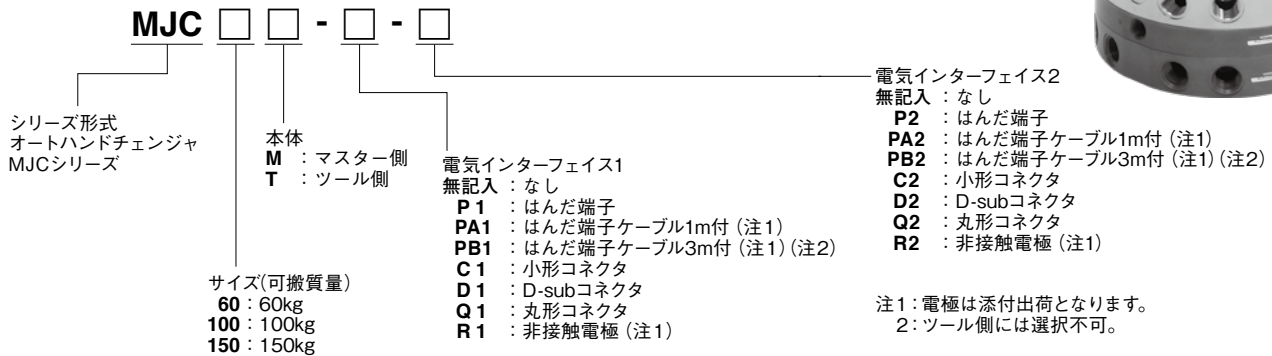 MJC □ □ - □ - □
シリーズ形式
オートハンドチェンジャ
MJCシリーズ
サイズ(可搬質量)
60：60kg
100：100kg
150：150kg
本体
M ：マスター側
T ：ツール側
電気インターフェイス1
無記入：なし
P1 ：はんだ端子
PA1 ：はんだ端子ケーブル1m付（注1）
PB1 ：はんだ端子ケーブル3m付（注1）（注2）
C1 ：小形コネクタ
D1 ：D-subコネクタ
Q1 ：丸形コネクタ
R1 ：非接触電極（注1）
電気インターフェイス2
無記入：なし
P2 ：はんだ端子
PA2 ：はんだ端子ケーブル1m付（注1）
PB2 ：はんだ端子ケーブル3m付（注1）（注2）
C2 ：小形コネクタ
D2 ：D-subコネクタ
Q2 ：丸形コネクタ
R2 ：非接触電極（注1）
注1：電極は添付出荷となります。
2：ツール側には選択不可。